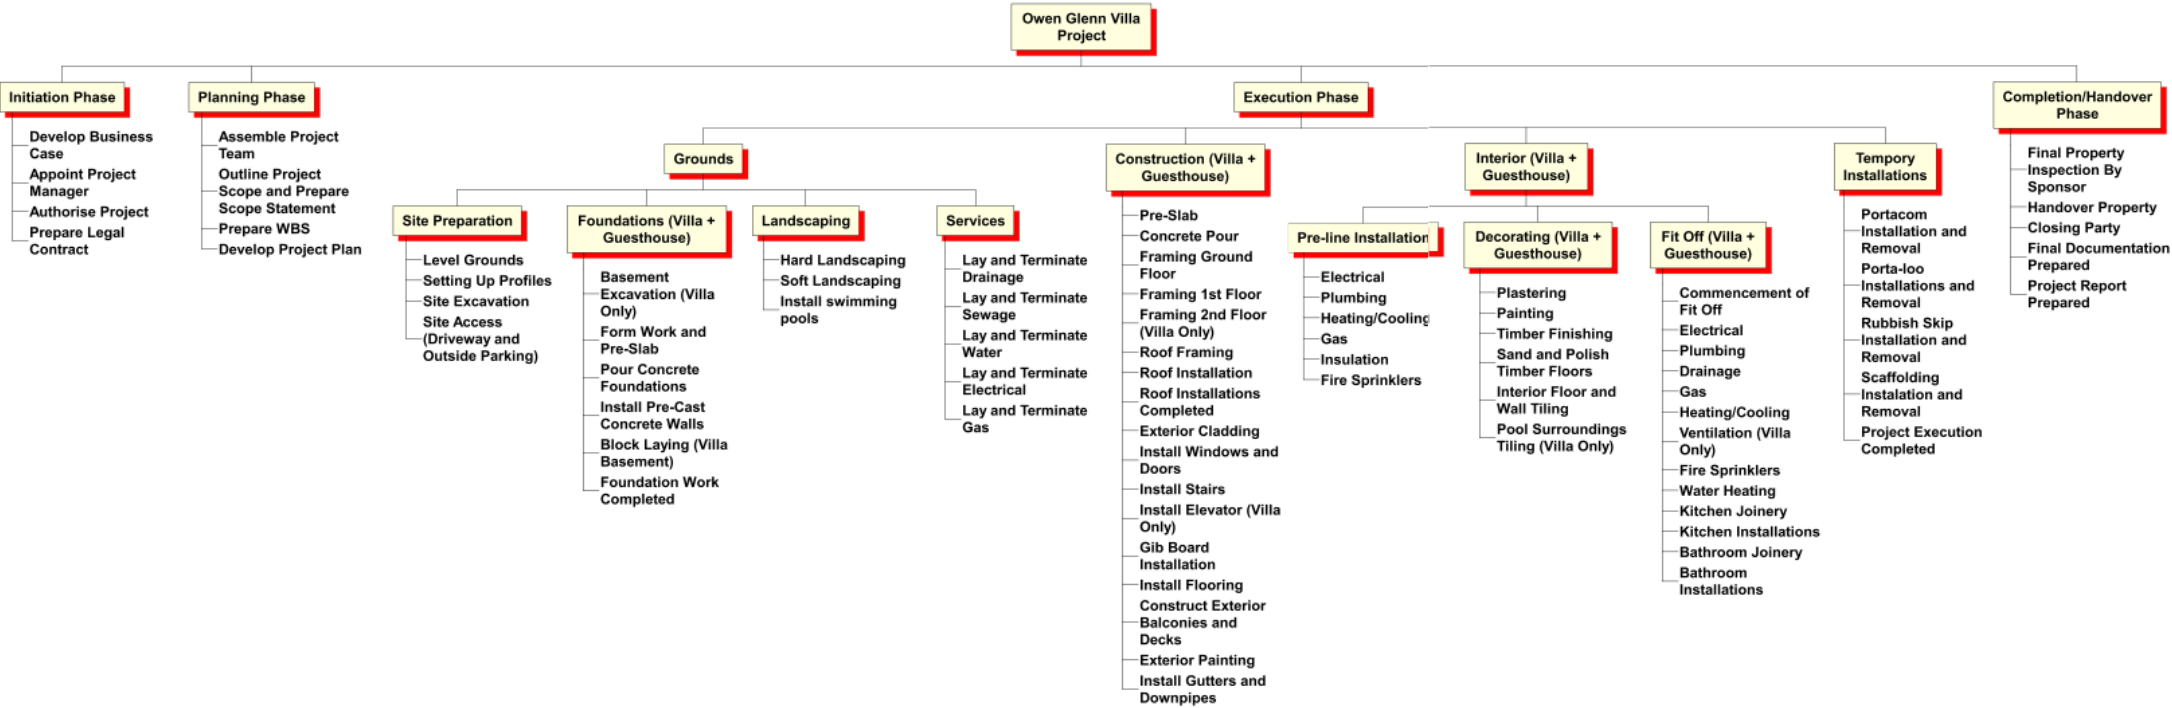 Owen Glenn Villa
Project
Initiation Phase
Develop Business
Case
Appoint Project
Manager
Authorise Project
Prepare Legal
Contract
Planning Phase
Assemble Project
Team
Outline Project
Scope and Prepare
Scope Statement
Prepare WBS
Develop Project Plan
Execution Phase
Grounds
Site Preparation
Level Grounds
Setting Up Profiles
Site Excavation
Site Access
(Driveway and
Outside Parking)
Foundations (Villa +
Guesthouse)
Basement
Excavation (Villa
Only)
Form Work and
Pre-Slab
Pour Concrete
Foundations
Install Pre-Cast
Concrete Walls
Block Laying (Villa
Basement)
Foundation Work
Completed
Landscaping
Hard Landscaping
Soft Landscaping
Install swimming
pools
Services
Lay and Terminate
Drainage
Lay and Terminate
Sewage
Lay and Terminate
Water
Lay and Terminate
Electrical
Lay and Terminate
Gas
Construction (Villa +
Guesthouse)
Pre-Slab
Concrete Pour
Framing Ground
Floor
Framing 1st Floor
Framing 2nd Floor
(Villa Only)
Roof Framing
Roof Installation
Roof Installations
Completed
Exterior Cladding
Install Windows and
Doors
Install Stairs
Install Elevator (Villa
Only)
Gib Board
Installation
Install Flooring
Construct Exterior
Balconies and
Decks
Exterior Painting
Install Gutters and
Downpipes
Interior (Villa +
Guesthouse)
Pre-line Installation
Electrical
Plumbing
Heating/Cooling
Gas
Insulation
Fire Sprinklers
Decorating (Villa +
Guesthouse)
Plastering
Painting
Timber Finishing
Sand and Polish
Timber Floors
Interior Floor and
Wall Tiling
Pool Surroundings
Tiling (Villa Only)
Fit Off (Villa +
Guesthouse)
Commencement of
Fit Off
Electrical
Plumbing
Drainage
Gas
Heating/Cooling
Ventilation (Villa
Only)
Fire Sprinklers
Water Heating
Kitchen Joinery
Kitchen Installations
Bathroom Joinery
Bathroom
Installations
Tempory
Installations
Portacom
Installation and
Removal
Porta-loo
Installations and
Removal
Rubbish Skip
Installation and
Removal
Scaffolding
Instalation and
Removal
Project Execution
Completed
Completion/Handover
Phase
Final Property
Inspection By
Sponsor
Handover Property
Closing Party
Final Documentation
Prepared
Project Report
Prepared